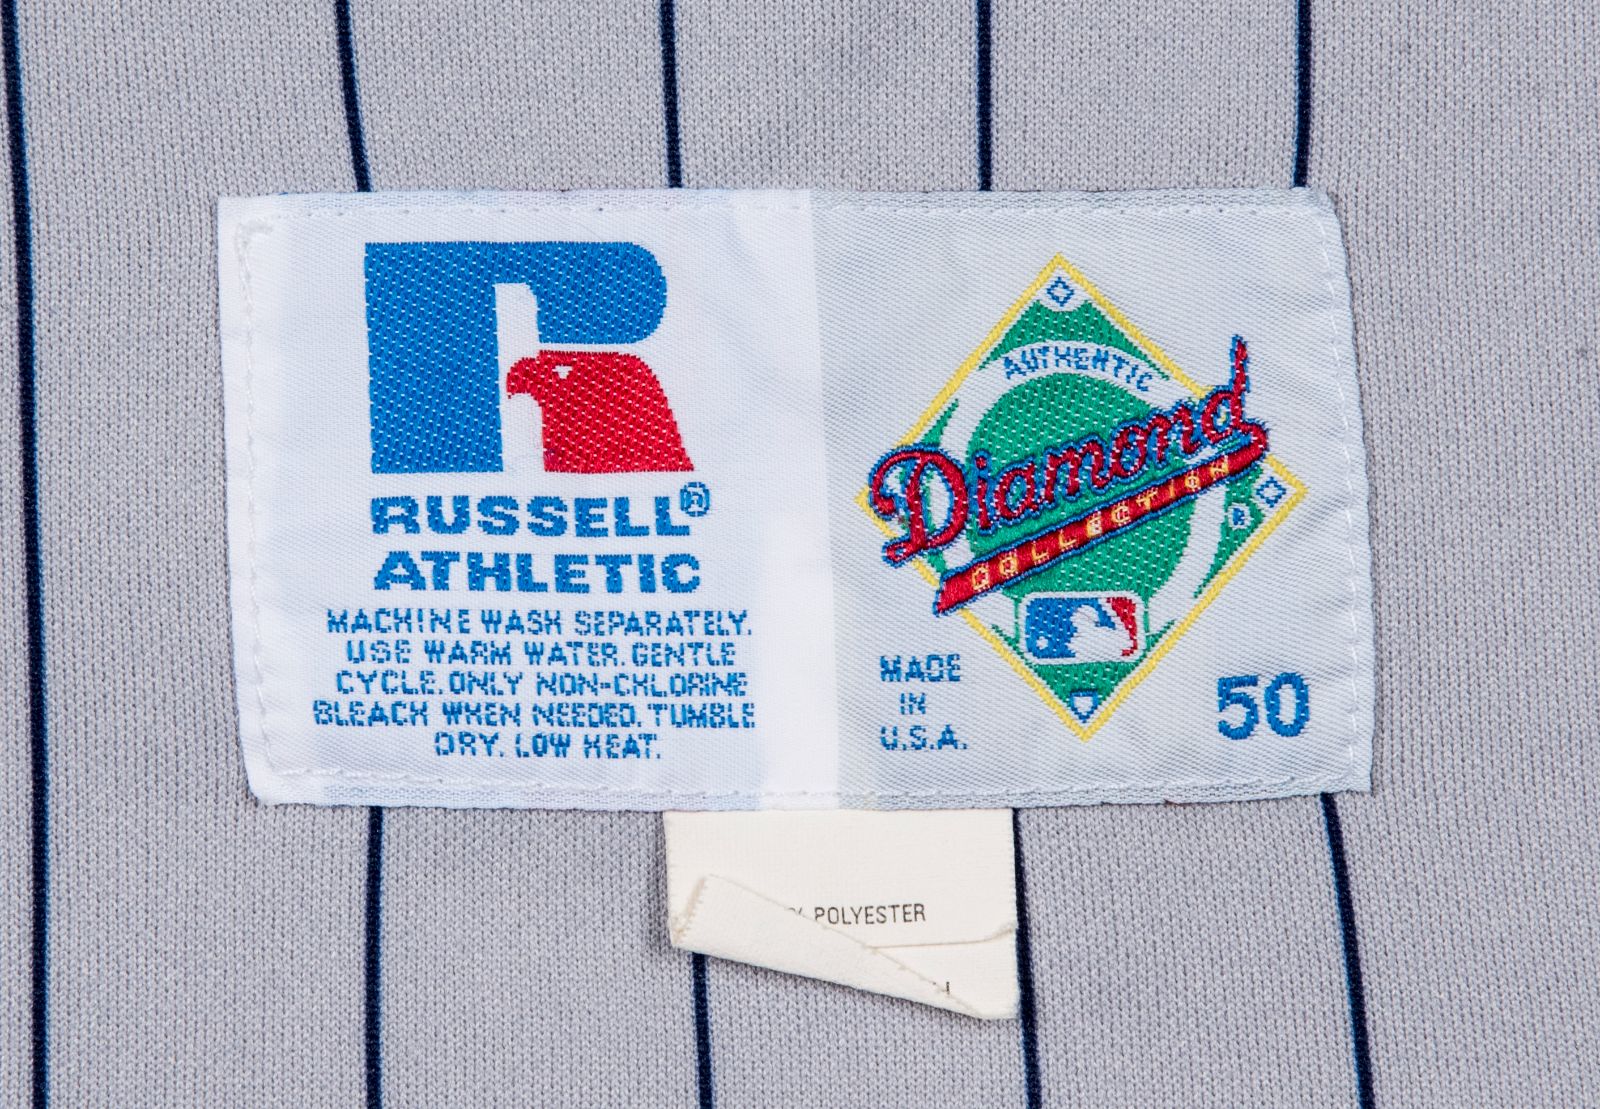 RUSSELL®
ATHLETIC
MACHINE WASH SEPARATELY.
USE WARM WATER. GENTLE
CYCLE. ONLY NON-CHLORINE
BLEACH WHEN NEEDED. TUMBLE
DRY. LOW HEAT.
AUTHENTIC
Diamond
COLLECTION
®
MADE
IN
U.S.A.
50
% POLYESTER